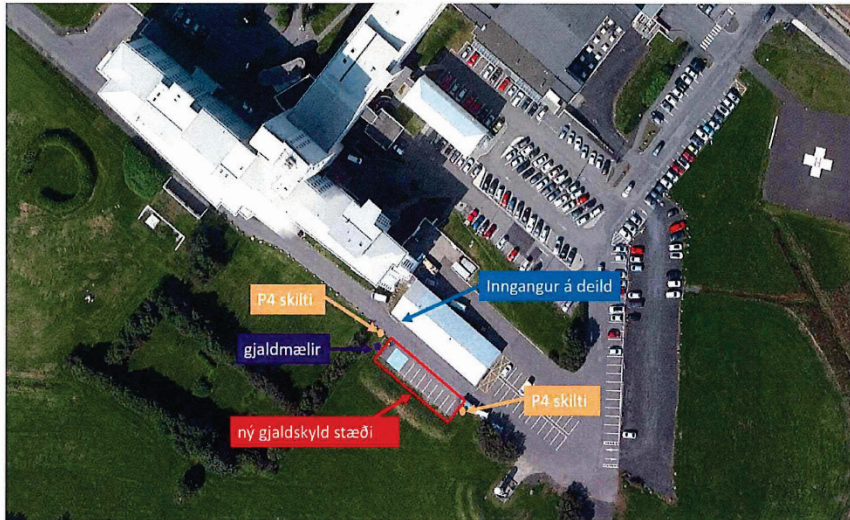 Inngangur á deild
P4 skilti
gjaldmælir
P4 skilti
ný gjaldskyld stæði